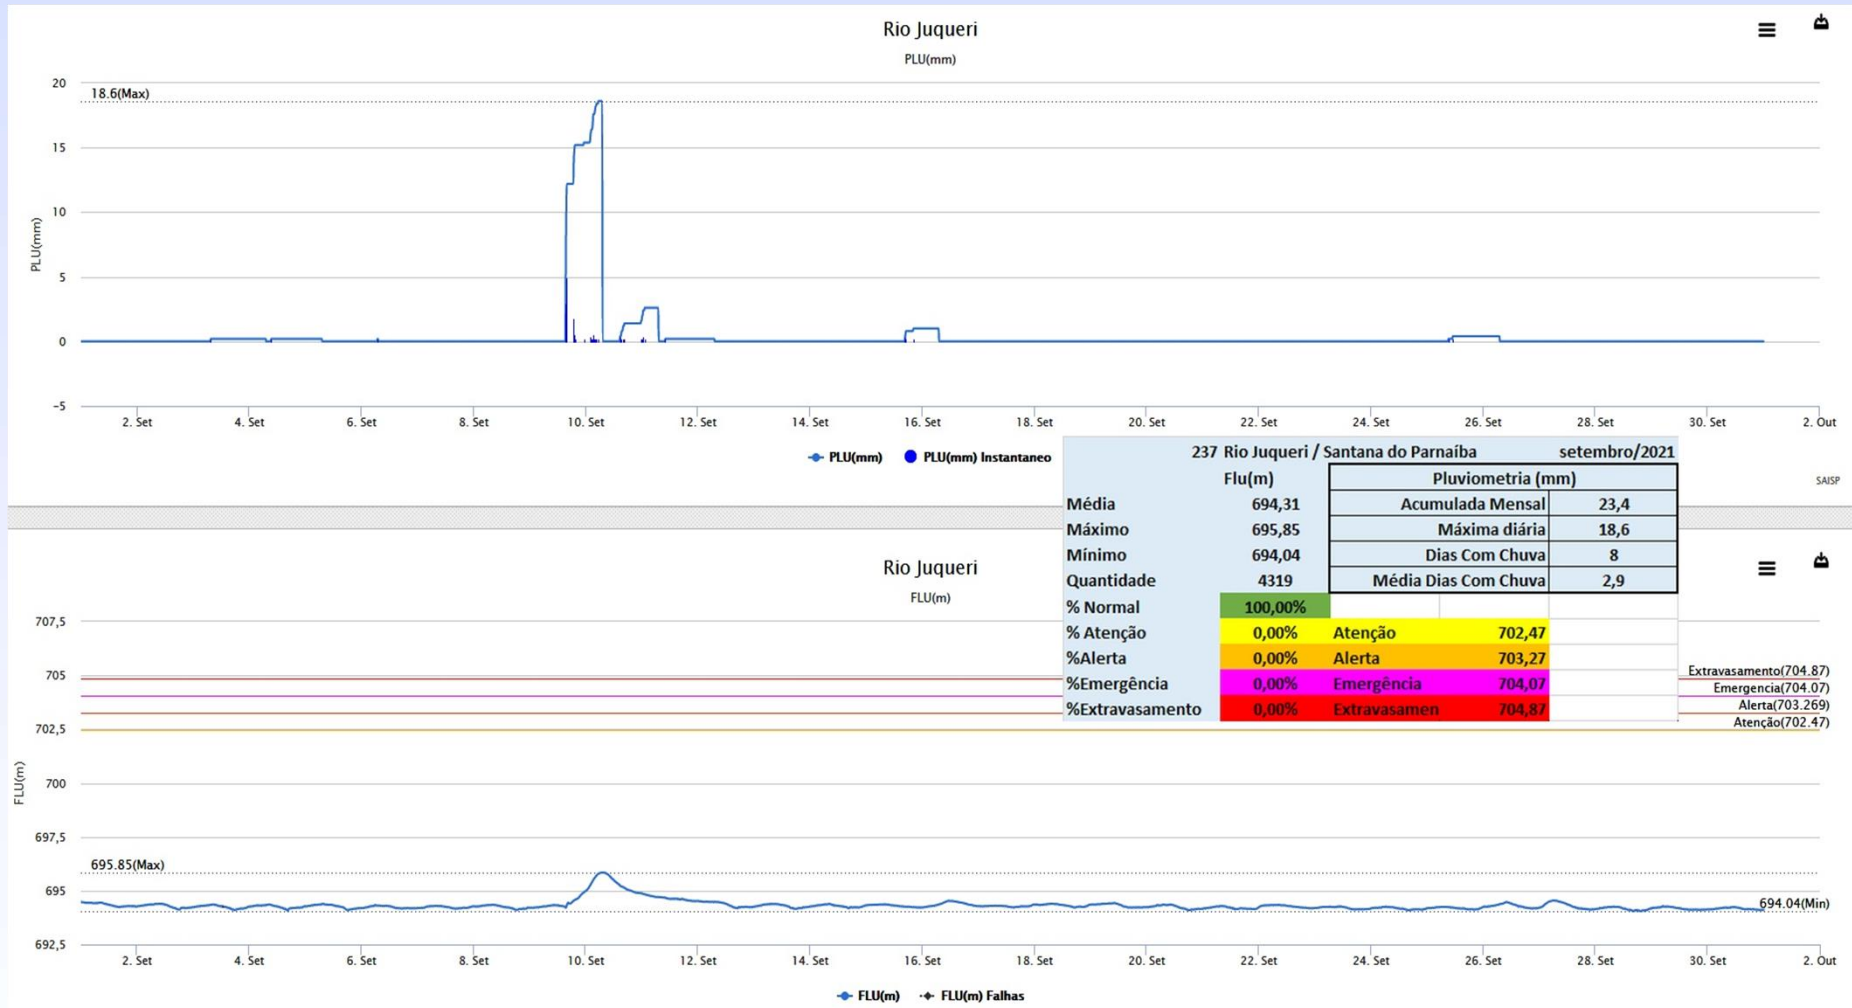 Rio Juqueri
PLU(mm)
20
18.6(Max)
15
10
5
0
-5
PLU(mm)
2. Set 4. Set 6. Set 8. Set 10. Set 12. Set 14. Set 16. Set 18. Set 20. Set 22. Set 24. Set 26. Set 28. Set 30. Set 2. Out
PLU(mm) PLU(mm) Instantaneo
SAISP
237 Rio Juqueri / Santana do Parnaíba setembro/2021
Flu(m) Pluviometria (mm)
Média 694,31 Acumulada Mensal 23,4
Máximo 695,85 Máxima diária 18,6
Mínimo 694,04 Dias Com Chuva 8
Quantidade 4319 Média Dias Com Chuva 2,9
% Normal 100,00%
% Atenção 0,00% Atenção 702,47
%Alerta 0,00% Alerta 703,27
%Emergência 0,00% Emergência 704,07
%Extravasamento 0,00% Extravasamen 704,87
Rio Juqueri
FLU(m)
707,5
705
702,5
700
697,5
695
692,5
FLU(m)
Extravasamento(704.87)
Emergencia(704.07)
Alerta(703.269)
Atenção(702.47)
695.85(Max)
694.04(Min)
2. Set 4. Set 6. Set 8. Set 10. Set 12. Set 14. Set 16. Set 18. Set 20. Set 22. Set 24. Set 26. Set 28. Set 30. Set 2. Out
FLU(m) FLU(m) Falhas